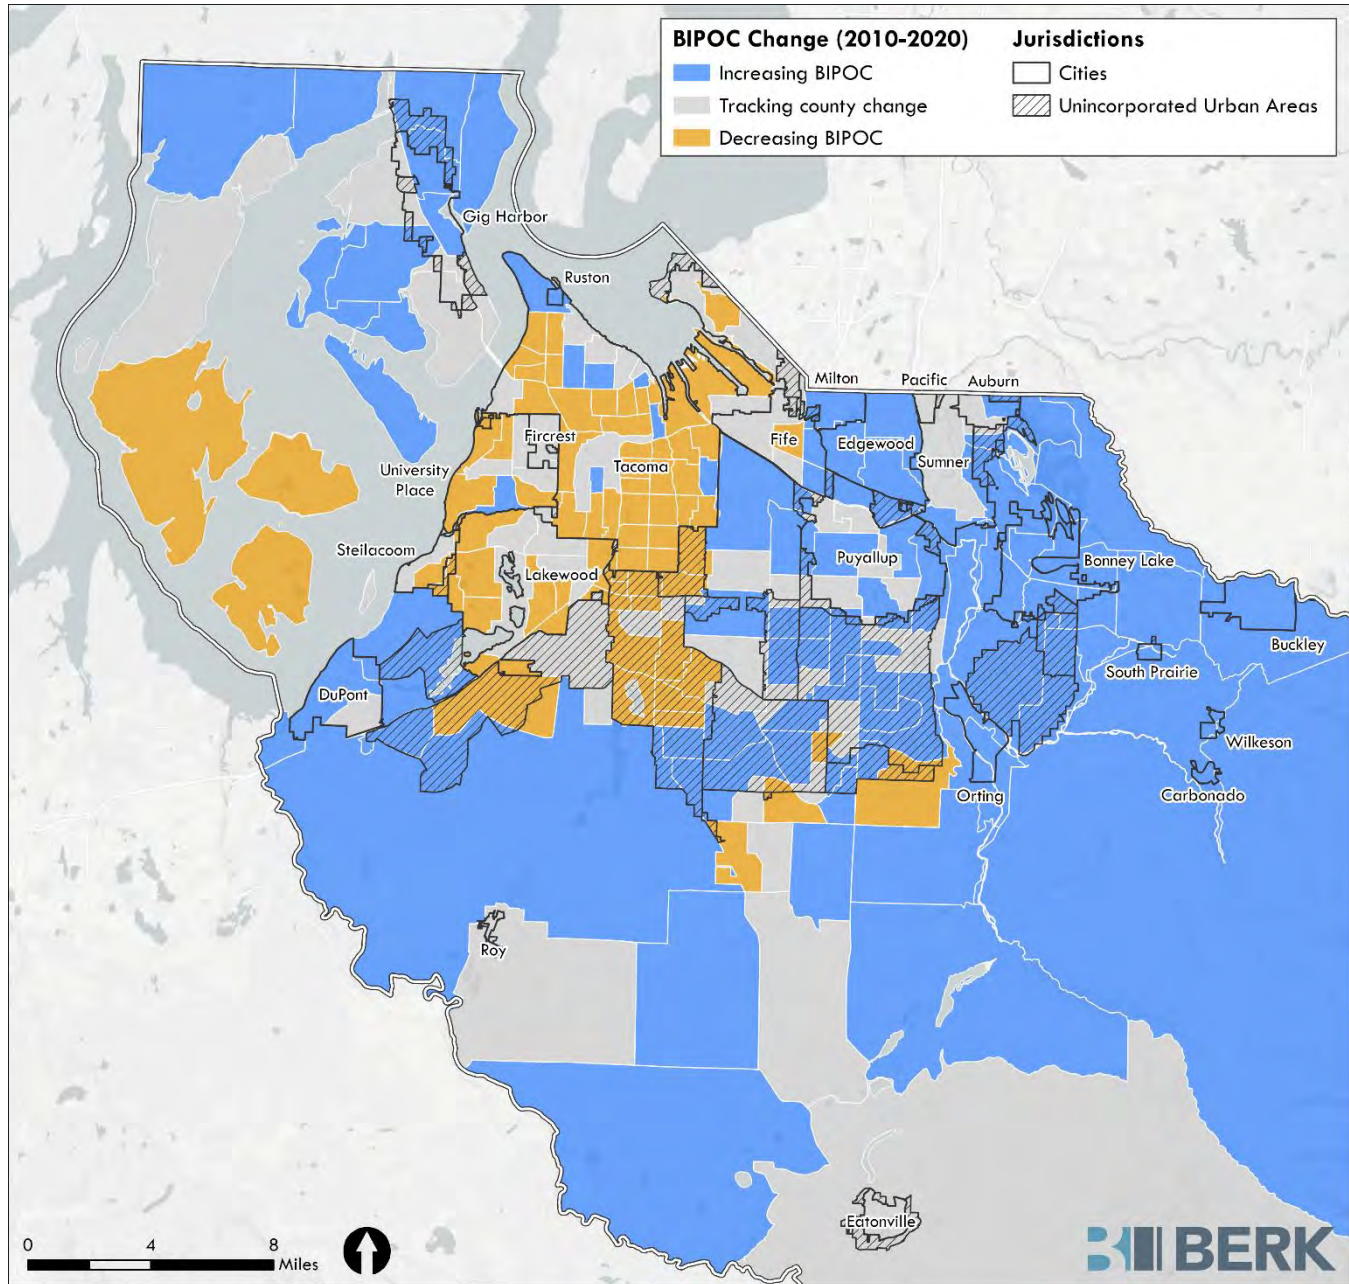 BIPOC Change (2010-2020)
Increasing BIPOC
Tracking county change
Decreasing BIPOC
Jurisdictions
Cities
Unincorporated Urban Areas
Gig Harbor
Ruston
Milton
Pacific
Auburn
Fircrest
Fife
Edgewood
Sumner
University
Place
Tacoma
Steilacoom
Lakewood
Puyallup
Bonney Lake
Buckley
South Prairie
DuPont
Wilkeson
Orting
Carbonado
Roy
Eatonville
0 4 8
Miles
BERK